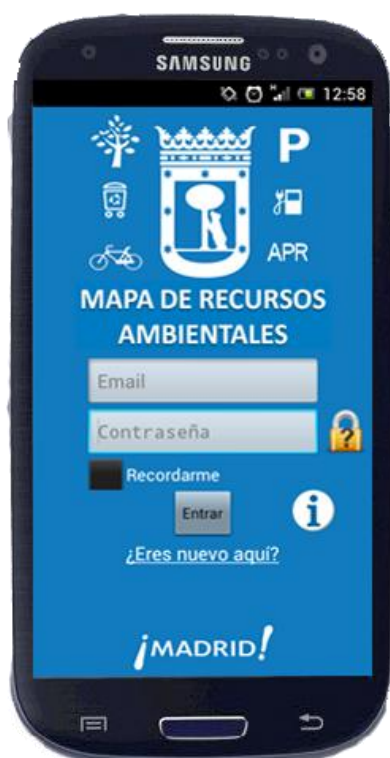 SAMSUNG
12:58
P
APR
MAPA DE RECURSOS
AMBIENTALES
Email
Contraseña
Recordarme
Entrar
¿Eres nuevo aquí?
¡MADRID!